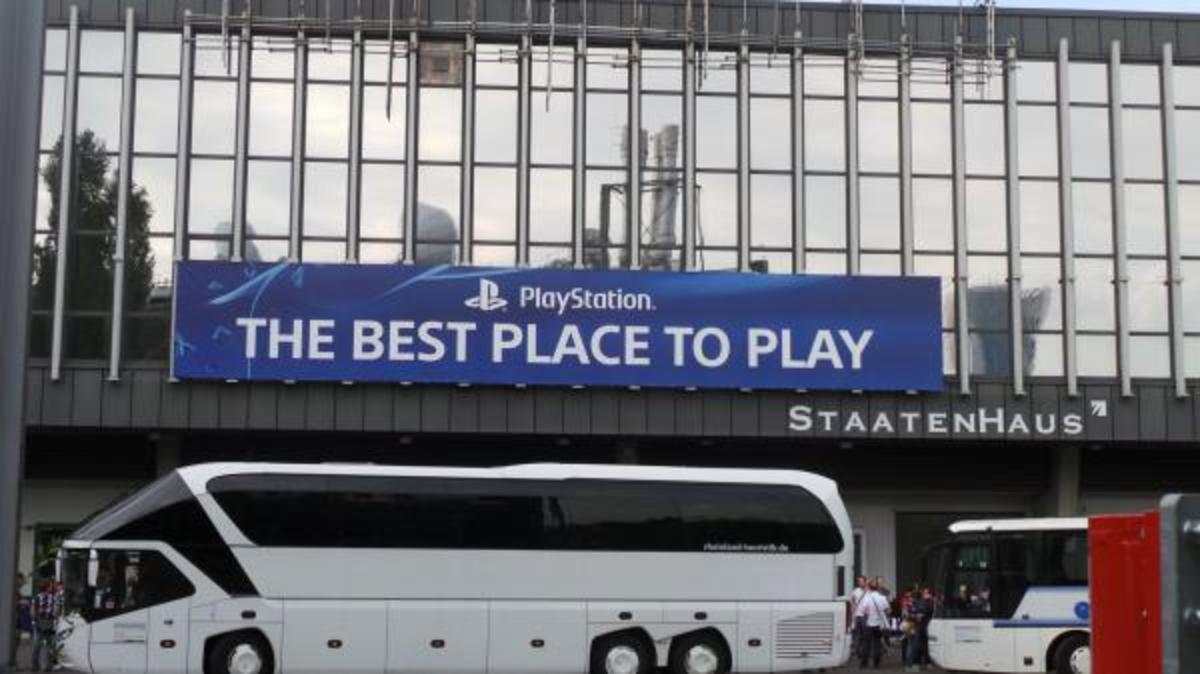 PlayStation.
THE BEST PLACE TO PLAY
STAATENHAUS